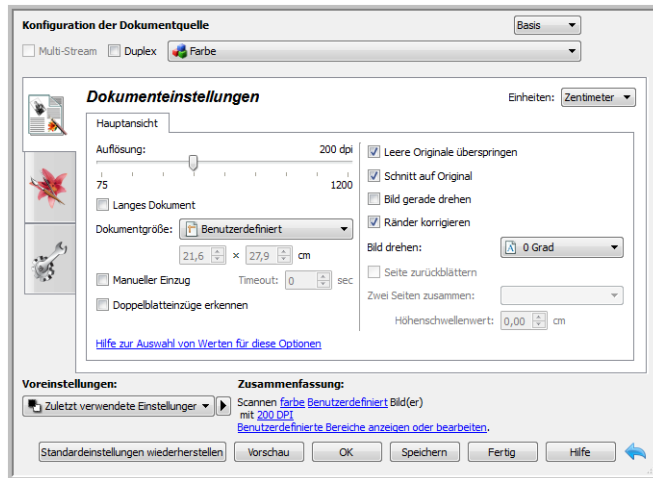 Konfiguration der Dokumentquelle
Basis
Multi-Stream Duplex Farbe
Dokumenteinstellungen
Einheiten: Zentimeter
Hauptansicht
Auflösung: 200 dpi
75 1200
Langes Dokument
Dokumentgröße: Benutzerdefiniert
21,6 × 27,9 cm
Manueller Einzug Timeout: 0 sec
Doppelblatteinzüge erkennen
Hilfe zur Auswahl von Werten für diese Optionen
Leere Originale überspringen
Schnitt auf Original
Bild gerade drehen
Ränder korrigieren
Bild drehen: 0 Grad
Seite zurückblättern
Zwei Seiten zusammen:
Höhenschwellenwert: 0,00 cm
Voreinstellungen:
Zuletzt verwendete Einstellunger
Zusammenfassung:
Scannen farbe Benutzerdefiniert Bild(er)
mit 200 DPI
Benutzerdefinierte Bereiche anzeigen oder bearbeiten.
Standardeinstellungen wiederherstellen Vorschau OK Speichern Fertig Hilfe